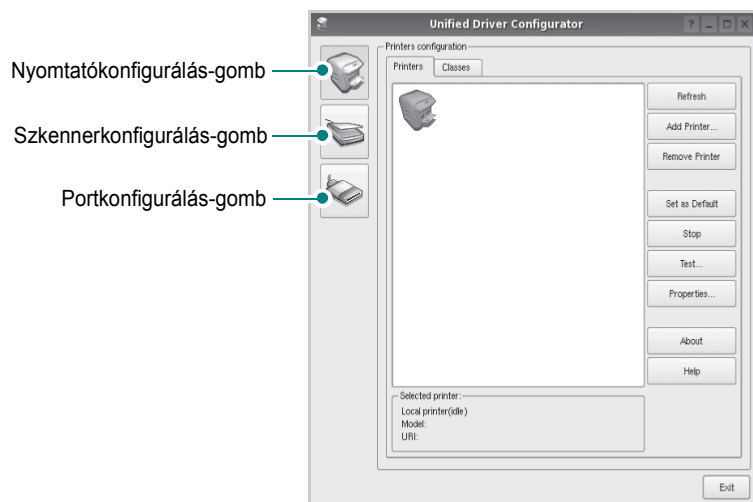 Unified Driver Configurator
Nyomtatókonfigurálás-gomb
Szkennerkonfigurálás-gomb
Portkonfigurálás-gomb
Printers configuration
Printers
Classes
Refresh
Add Printer...
Remove Printer
Set as Default
Stop
Test...
Properties...
About
Help
Selected printer:
Local printer(idle)
Model:
URI:
Exit